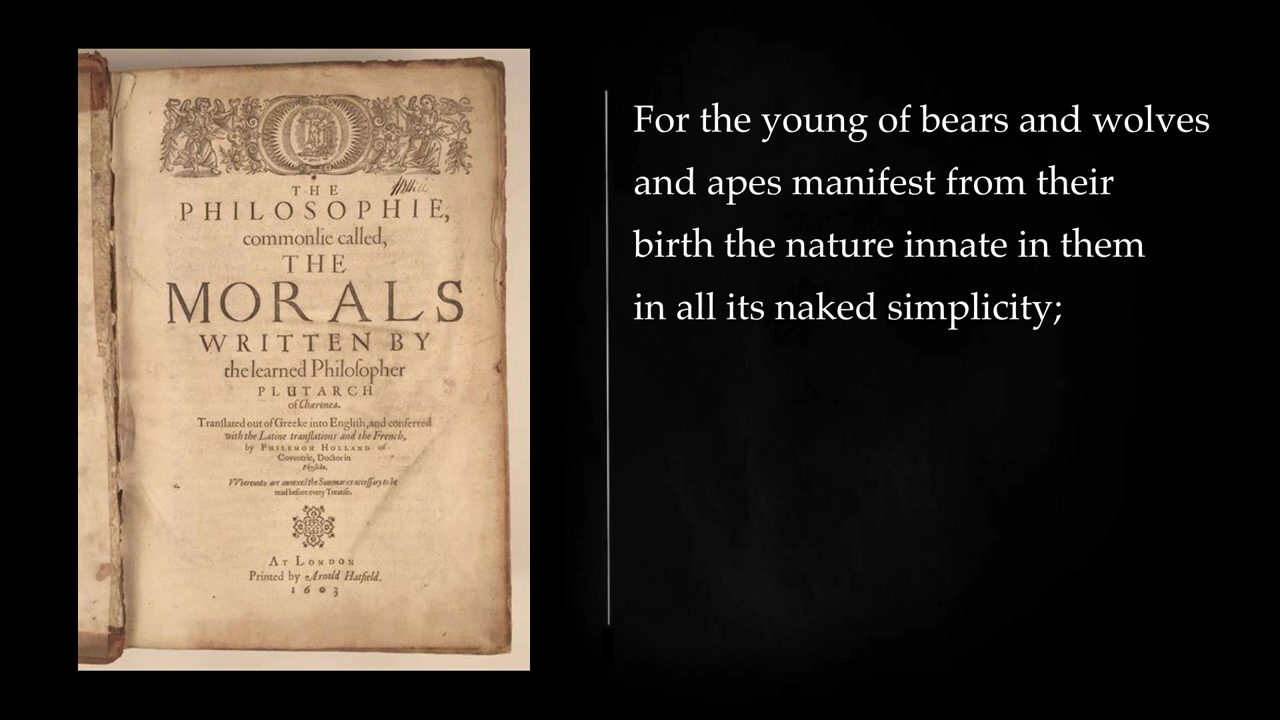 THE
PHILOSOPHIE,
commonlie called,
THE
MORALS
WRITTEN BY
the learned Philoſopher
PLUTARCH
of Chæronea.
Tranſlated out of Greeke into Engliſh, and conferred
with the Latine tranſlations and the French,
by PHILEMON HOLLAND of
Coventrie, Doctor in
Phyſicke.
VVhereunto are annexed the Summaries neceſſary to be
read before every Treatiſe.
AT LONDON
Printed by Arnold Hatfield.
1603
For the young of bears and wolves
and apes manifest from their
birth the nature innate in them
in all its naked simplicity;